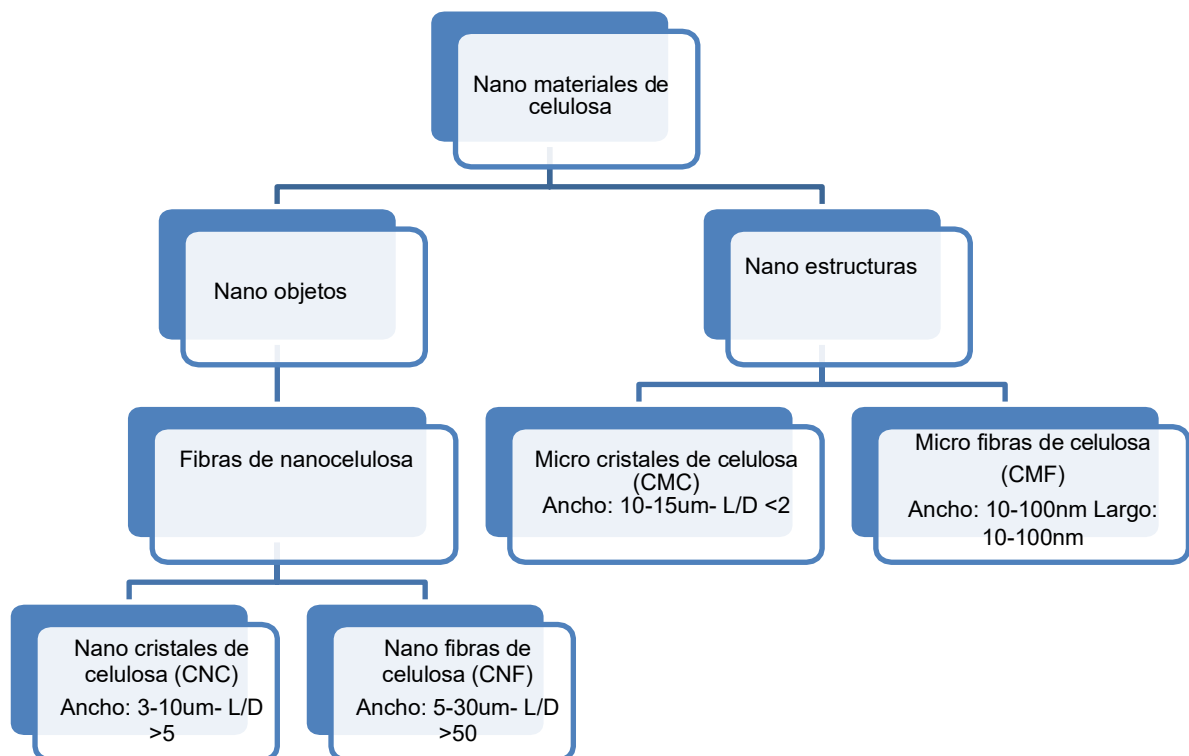 Nano materiales de
celulosa
Nano objetos
Nano estructuras
Fibras de nanocelulosa
Micro cristales de celulosa
(CMC)
Ancho: 10-15um- L/D <2
Micro fibras de celulosa
(CMF)
Ancho: 10-100nm Largo:
10-100nm
Nano cristales de
celulosa (CNC)
Ancho: 3-10um- L/D
>5
Nano fibras de
celulosa (CNF)
Ancho: 5-30um- L/D
>50